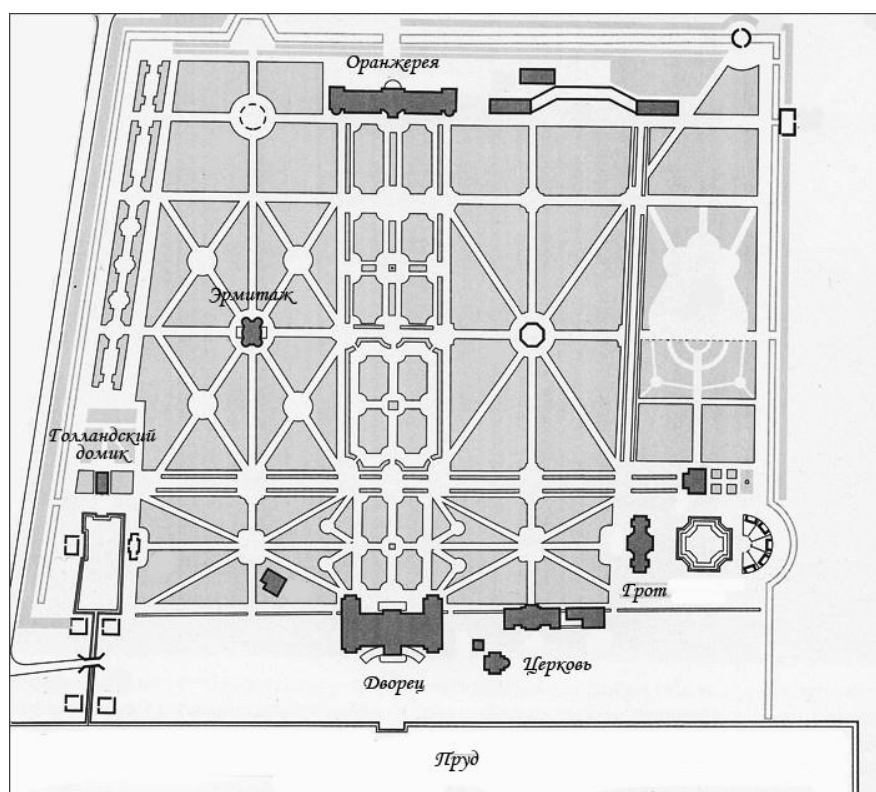 Оранжерея
Эрмитаж
Голландский
домик
Грот
Церковь
Дворец
Пруд